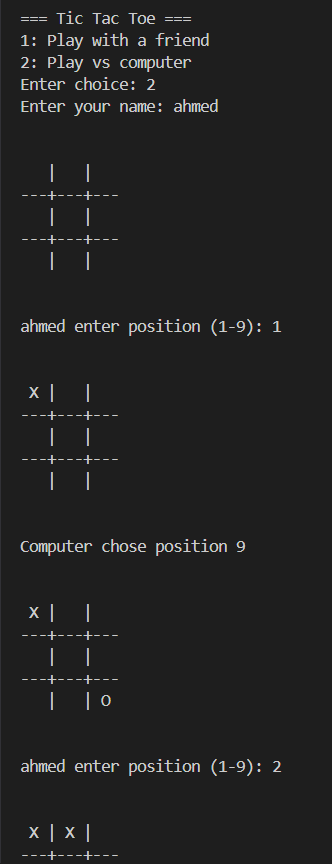 === Tic Tac Toe ===
1: Play with a friend
2: Play vs computer
Enter choice: 2
Enter your name: ahmed
   |   |
---+---+---
   |   |
---+---+---
   |   |
ahmed enter position (1-9): 1
 X |   |
---+---+---
   |   |
---+---+---
   |   |
Computer chose position 9
 X |   |
---+---+---
   |   |
---+---+---
   |   | O
ahmed enter position (1-9): 2
 X | X |
---+---+---